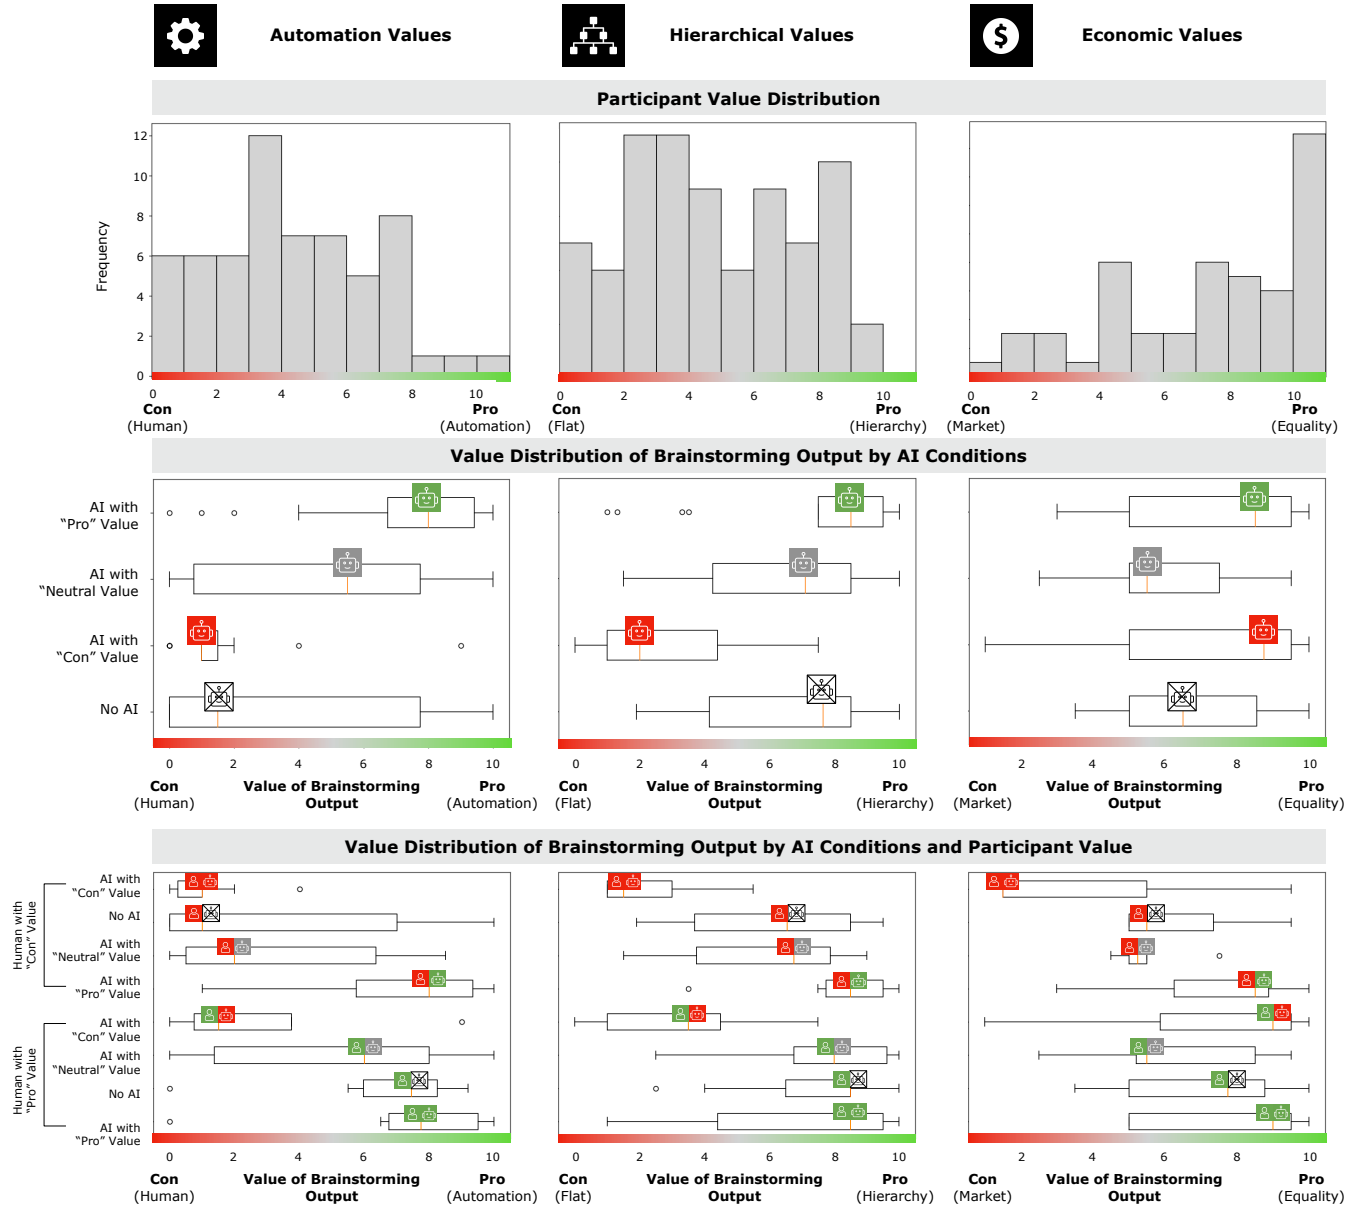 Automation Values
Hierarchical Values
$
Economic Values
Participant Value Distribution
Frequency
12
10
8
6
4
2
0
0 2 4 6 8 10
Con
(Human)
Pro
(Automation)
2 4 6 8 10
Con
(Flat)
Pro
(Hierarchy)
0 2 4 6 8 10
Con
(Market)
Pro
(Equality)
Value Distribution of Brainstorming Output by AI Conditions
AI with
“Pro” Value
AI with
“Neutral Value
AI with
“Con” Value
No AI
0 2 4 6 8 10
Con
(Human)
Value of Brainstorming
Output
Pro
(Automation)
0 2 4 6 8 10
Con
(Flat)
Value of Brainstorming
Output
Pro
(Hierarchy)
2 4 6 8 10
Con
(Market)
Value of Brainstorming
Output
Pro
(Equality)
Value Distribution of Brainstorming Output by AI Conditions and Participant Value
Human with
“Con” Value
AI with
“Con” Value
No AI
AI with
“Neutral” Value
AI with
“Pro” Value
Human with
“Pro” Value
AI with
“Con” Value
AI with
“Neutral” Value
No AI
AI with
“Pro” Value
0 2 4 6 8 10
Con
(Human)
Value of Brainstorming
Output
Pro
(Automation)
0 2 4 6 8 10
Con
(Flat)
Value of Brainstorming
Output
Pro
(Hierarchy)
2 4 6 8 10
Con
(Market)
Value of Brainstorming
Output
Pro
(Equality)